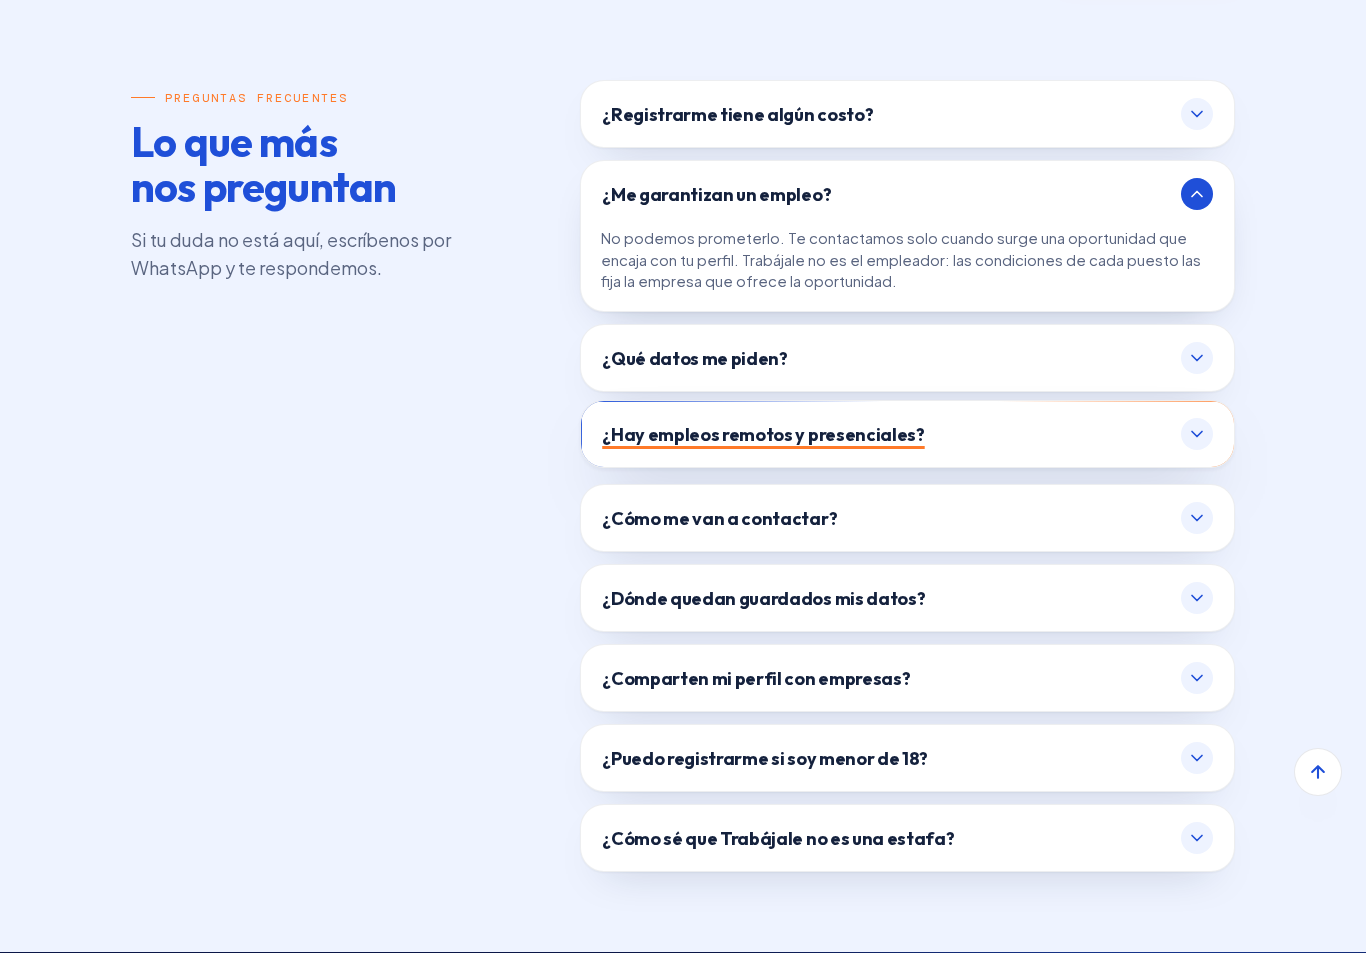 PREGUNTAS FRECUENTES
Lo que más
nos preguntan
Si tu duda no está aquí, escríbenos por
WhatsApp y te respondemos.
¿Registrarme tiene algún costo?
¿Me garantizan un empleo?
No podemos prometerlo. Te contactamos solo cuando surge una oportunidad que
encaja con tu perfil. Trabájale no es el empleador: las condiciones de cada puesto las
fija la empresa que ofrece la oportunidad.
¿Qué datos me piden?
¿Hay empleos remotos y presenciales?
¿Cómo me van a contactar?
¿Dónde quedan guardados mis datos?
¿Comparten mi perfil con empresas?
¿Puedo registrarme si soy menor de 18?
¿Cómo sé que Trabájale no es una estafa?